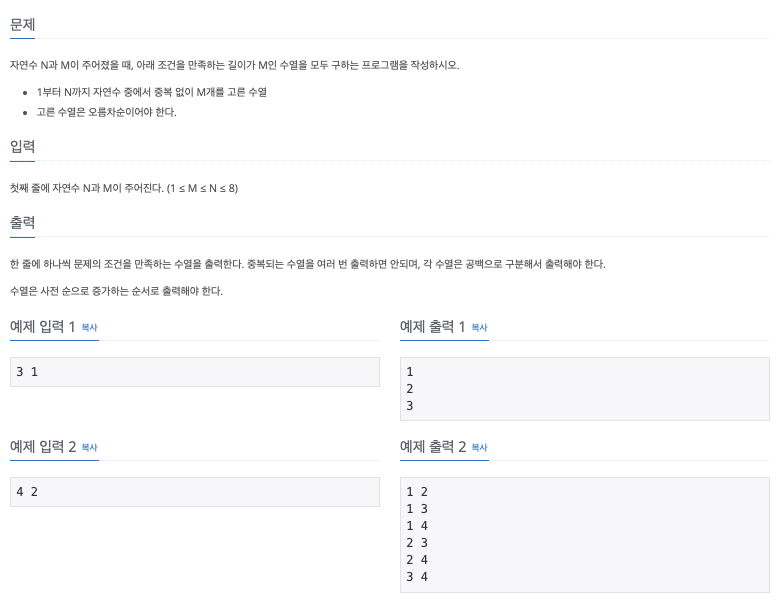 문제
자연수 N과 M이 주어졌을 때, 아래 조건을 만족하는 길이가 M인 수열을 모두 구하는 프로그램을 작성하시오.
• 1부터 N까지 자연수 중에서 중복 없이 M개를 고른 수열
• 고른 수열은 오름차순이어야 한다.
입력
첫째 줄에 자연수 N과 M이 주어진다. (1 ≤ M ≤ N ≤ 8)
출력
한 줄에 하나씩 문제의 조건을 만족하는 수열을 출력한다. 중복되는 수열을 여러 번 출력하면 안되며, 각 수열은 공백으로 구분해서 출력해야 한다.
수열은 사전 순으로 증가하는 순서로 출력해야 한다.
예제 입력 1 복사
3 1
예제 출력 1 복사
1
2
3
예제 입력 2 복사
4 2
예제 출력 2 복사
1 2
1 3
1 4
2 3
2 4
3 4